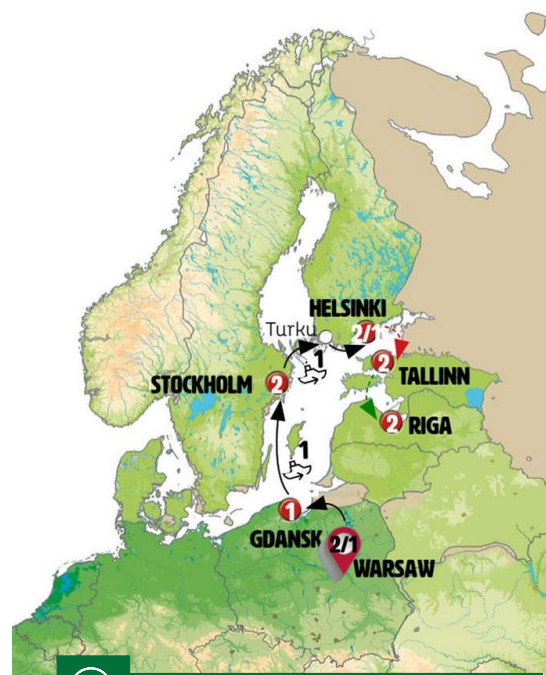 HELSINKI
Turku
2/1
1
2
TALLINN
STOCKHOLM
2
2
RIGA
1
1
GDANSK
2/1
WARSAW